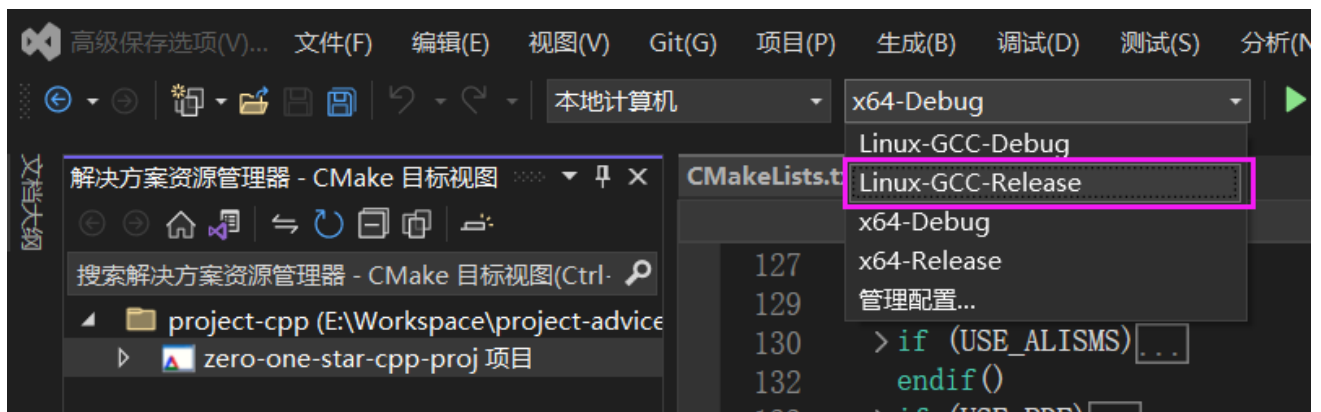 高级保存选项(V)... 文件(F) 编辑(E) 视图(V) Git(G) 项目(P) 生成(B) 调试(D) 测试(S) 分析(N
本地计算机 x64-Debug
Linux-GCC-Debug
Linux-GCC-Release
x64-Debug
x64-Release
管理配置...
文档大纲
解决方案资源管理器 - CMake 目标视图
搜索解决方案资源管理器 - CMake 目标视图(Ctrl-
project-cpp (E:\Workspace\project-advice
zero-one-star-cpp-proj 项目
CMakeLists.t
127
129
130 if (USE_ALISMS)...
132 endif()